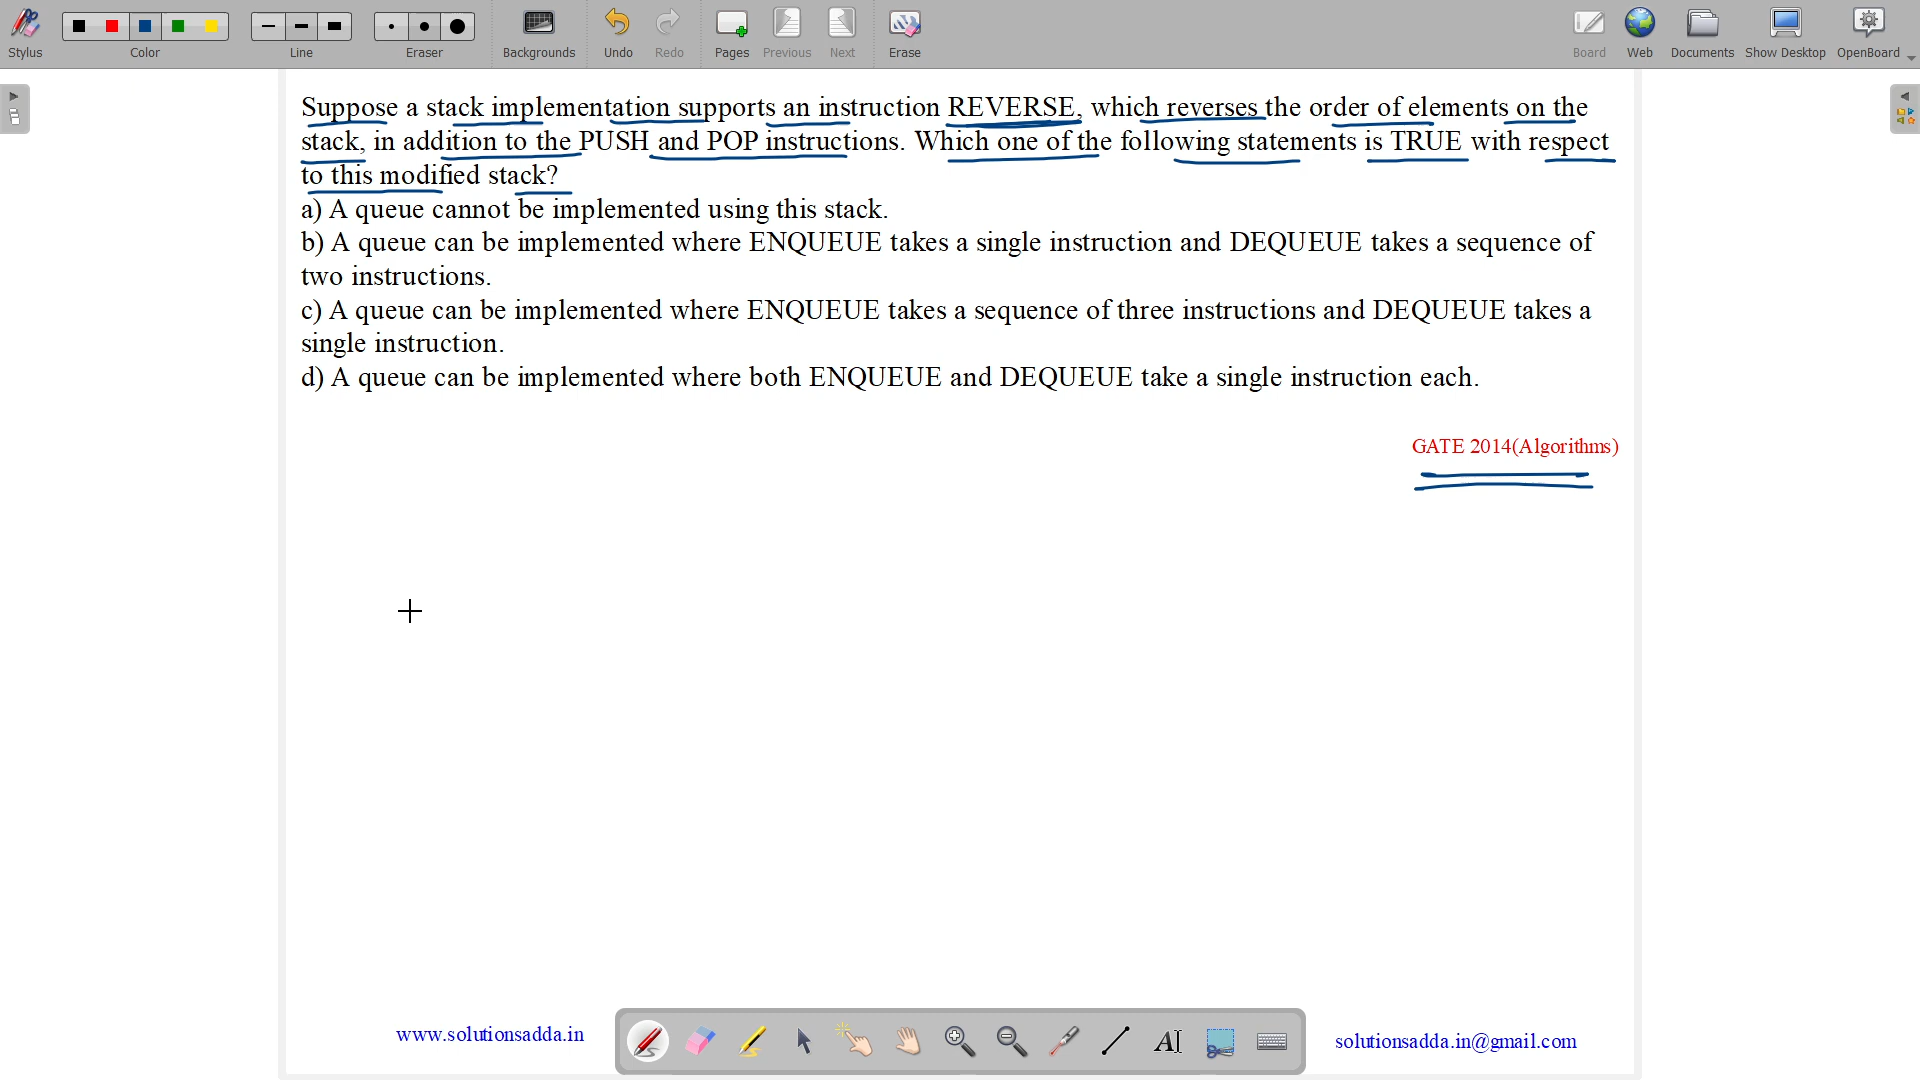 Stylus
Color
Line
Eraser
Backgrounds
Undo
Redo
Pages
Previous
Next
Erase
Board
Web
Documents
Show Desktop
OpenBoard
Suppose a stack implementation supports an instruction REVERSE, which reverses the order of elements on the
stack, in addition to the PUSH and POP instructions. Which one of the following statements is TRUE with respect
to this modified stack?
a) A queue cannot be implemented using this stack.
b) A queue can be implemented where ENQUEUE takes a single instruction and DEQUEUE takes a sequence of
two instructions.
c) A queue can be implemented where ENQUEUE takes a sequence of three instructions and DEQUEUE takes a
single instruction.
d) A queue can be implemented where both ENQUEUE and DEQUEUE take a single instruction each.
GATE 2014(Algorithms)
www.solutionsadda.in
AI
solutionsadda.in@gmail.com